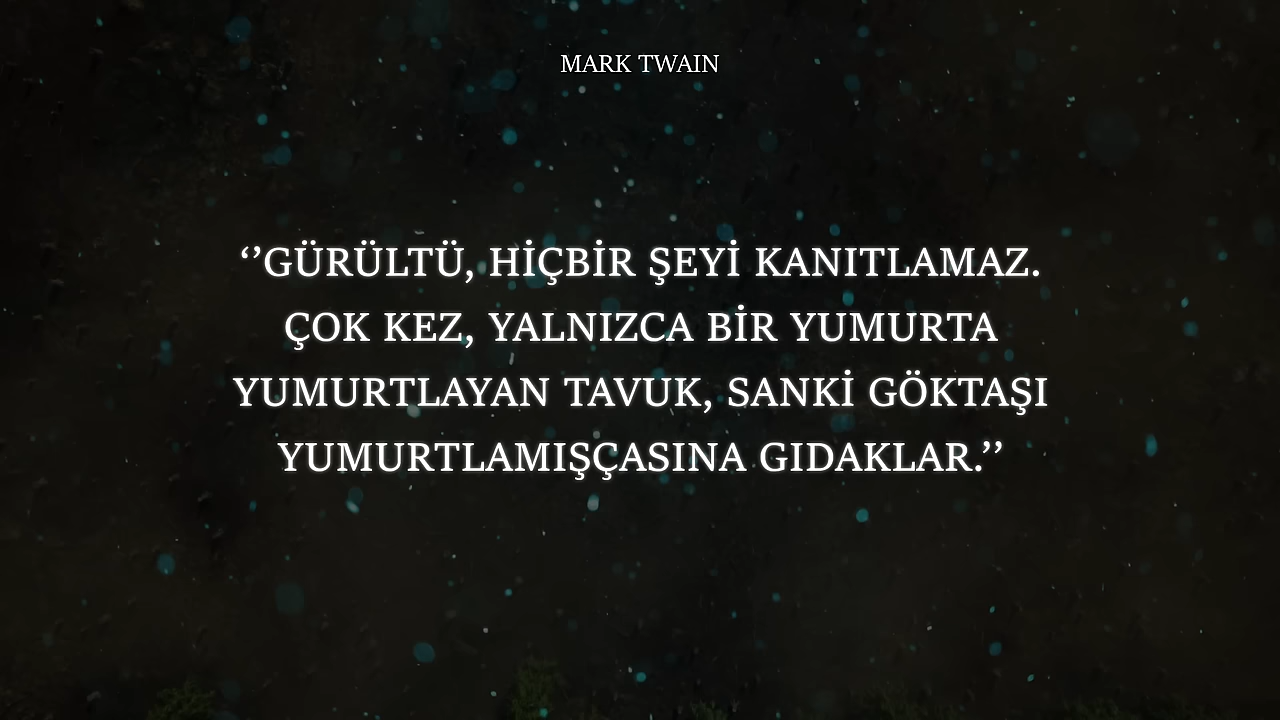 MARK TWAIN
‘’GÜRÜLTÜ, HİÇBİR ŞEYİ KANITLAMAZ.
ÇOK KEZ, YALNIZCA BİR YUMURTA
YUMURTLAYAN TAVUK, SANKİ GÖKTAŞI
YUMURTLAMIŞÇASINA GIDAKLAR.’’